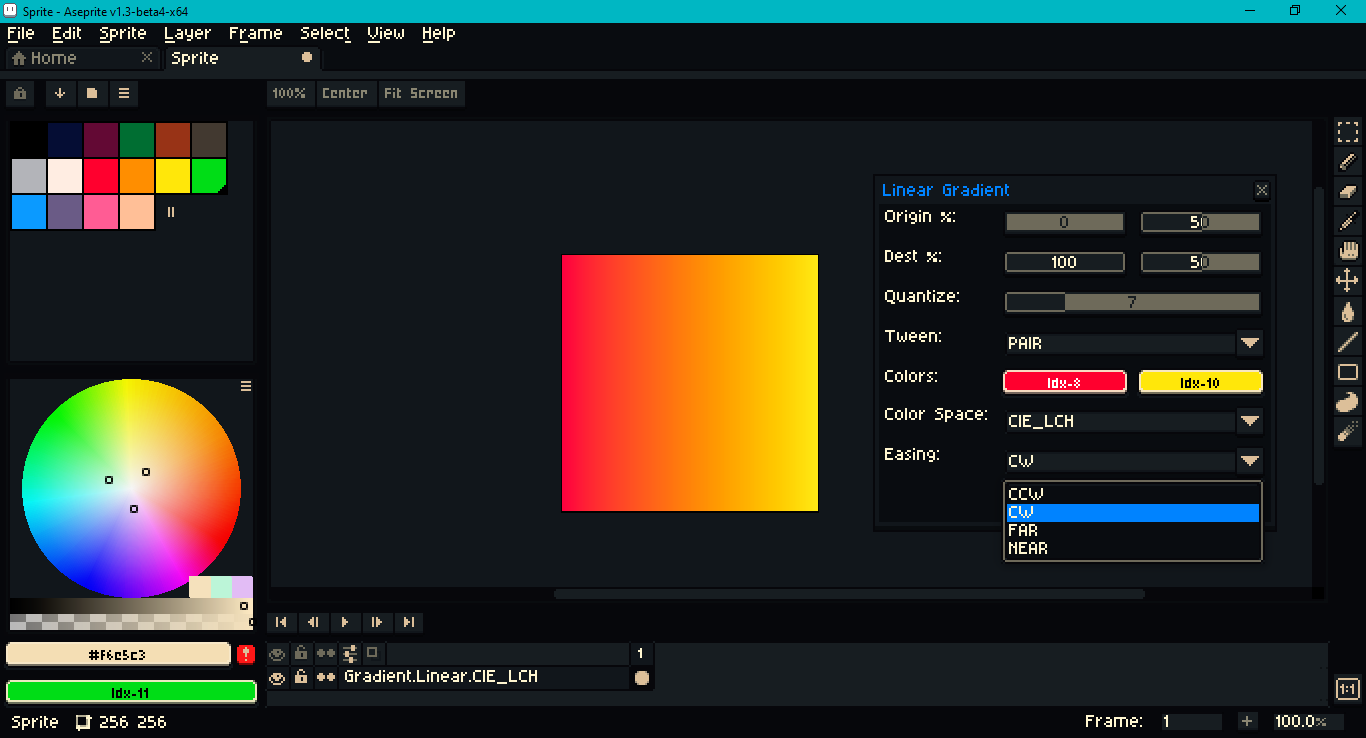 Sprite - Aseprite v1.3-beta4-x64
File Edit Sprite Layer Frame Select View Help
Home Sprite
100% Center Fit Screen
Linear Gradient
Origin %: 0 50
Dest %: 100 50
Quantize: 7
Tween: PAIR
Colors: Idx-8 Idx-10
Color Space: CIE_LCH
Easing: CW
CCW
CW
FAR
NEAR
#f6e5c3
Idx-11
1
Gradient.Linear.CIE_LCH
1:1
Sprite 256 256 Frame: 1 + 100.0%